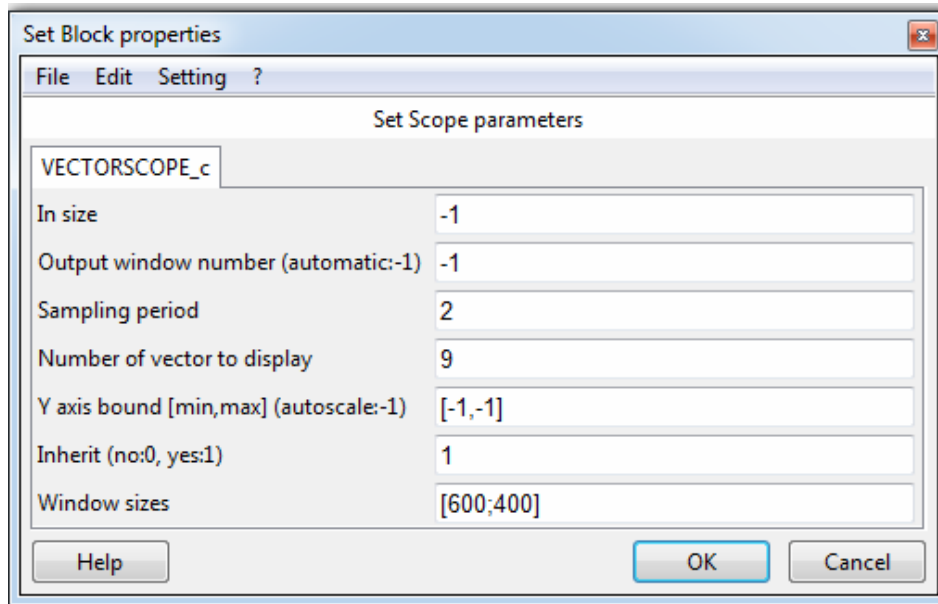 Set Block properties
File Edit Setting ?
Set Scope parameters
VECTORSCOPE_c
In size -1
Output window number (automatic:-1) -1
Sampling period 2
Number of vector to display 9
Y axis bound [min,max] (autoscale:-1) [-1,-1]
Inherit (no:0, yes:1) 1
Window sizes [600;400]
Help OK Cancel